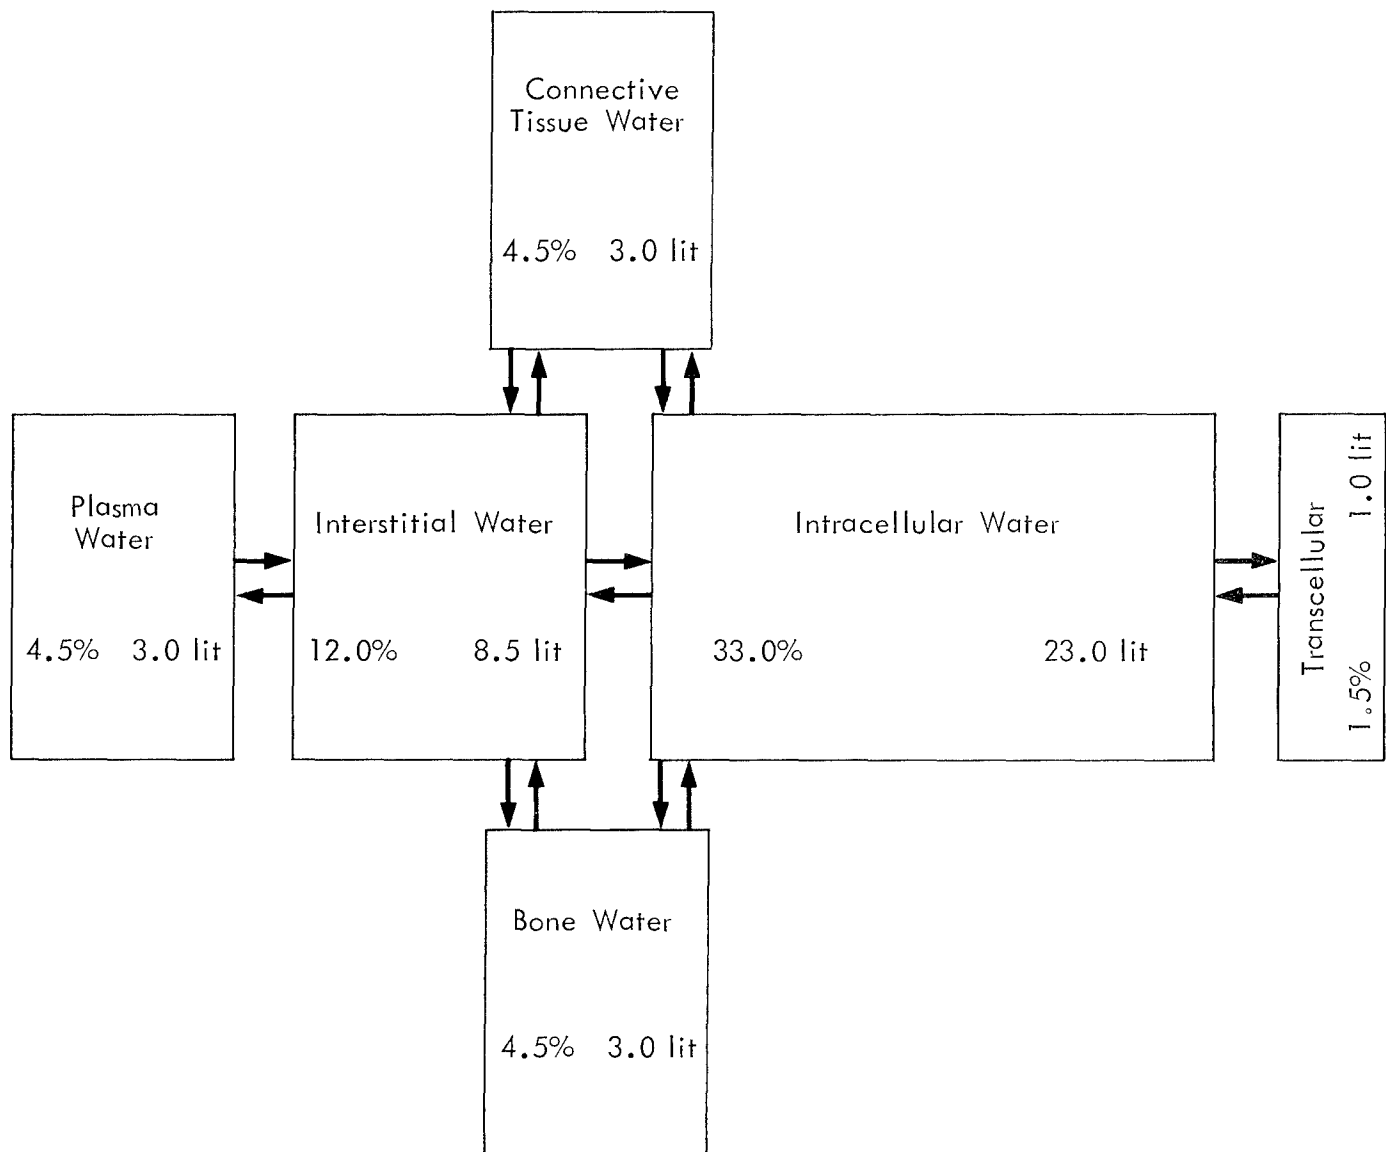 Connective
Tissue Water
4.5% 3.0 lit
Plasma
Water
4.5% 3.0 lit
Interstitial Water
12.0% 8.5 lit
Intracellular Water
33.0% 23.0 lit
Transcellular
1.5% 1.0 lit
Bone Water
4.5% 3.0 lit